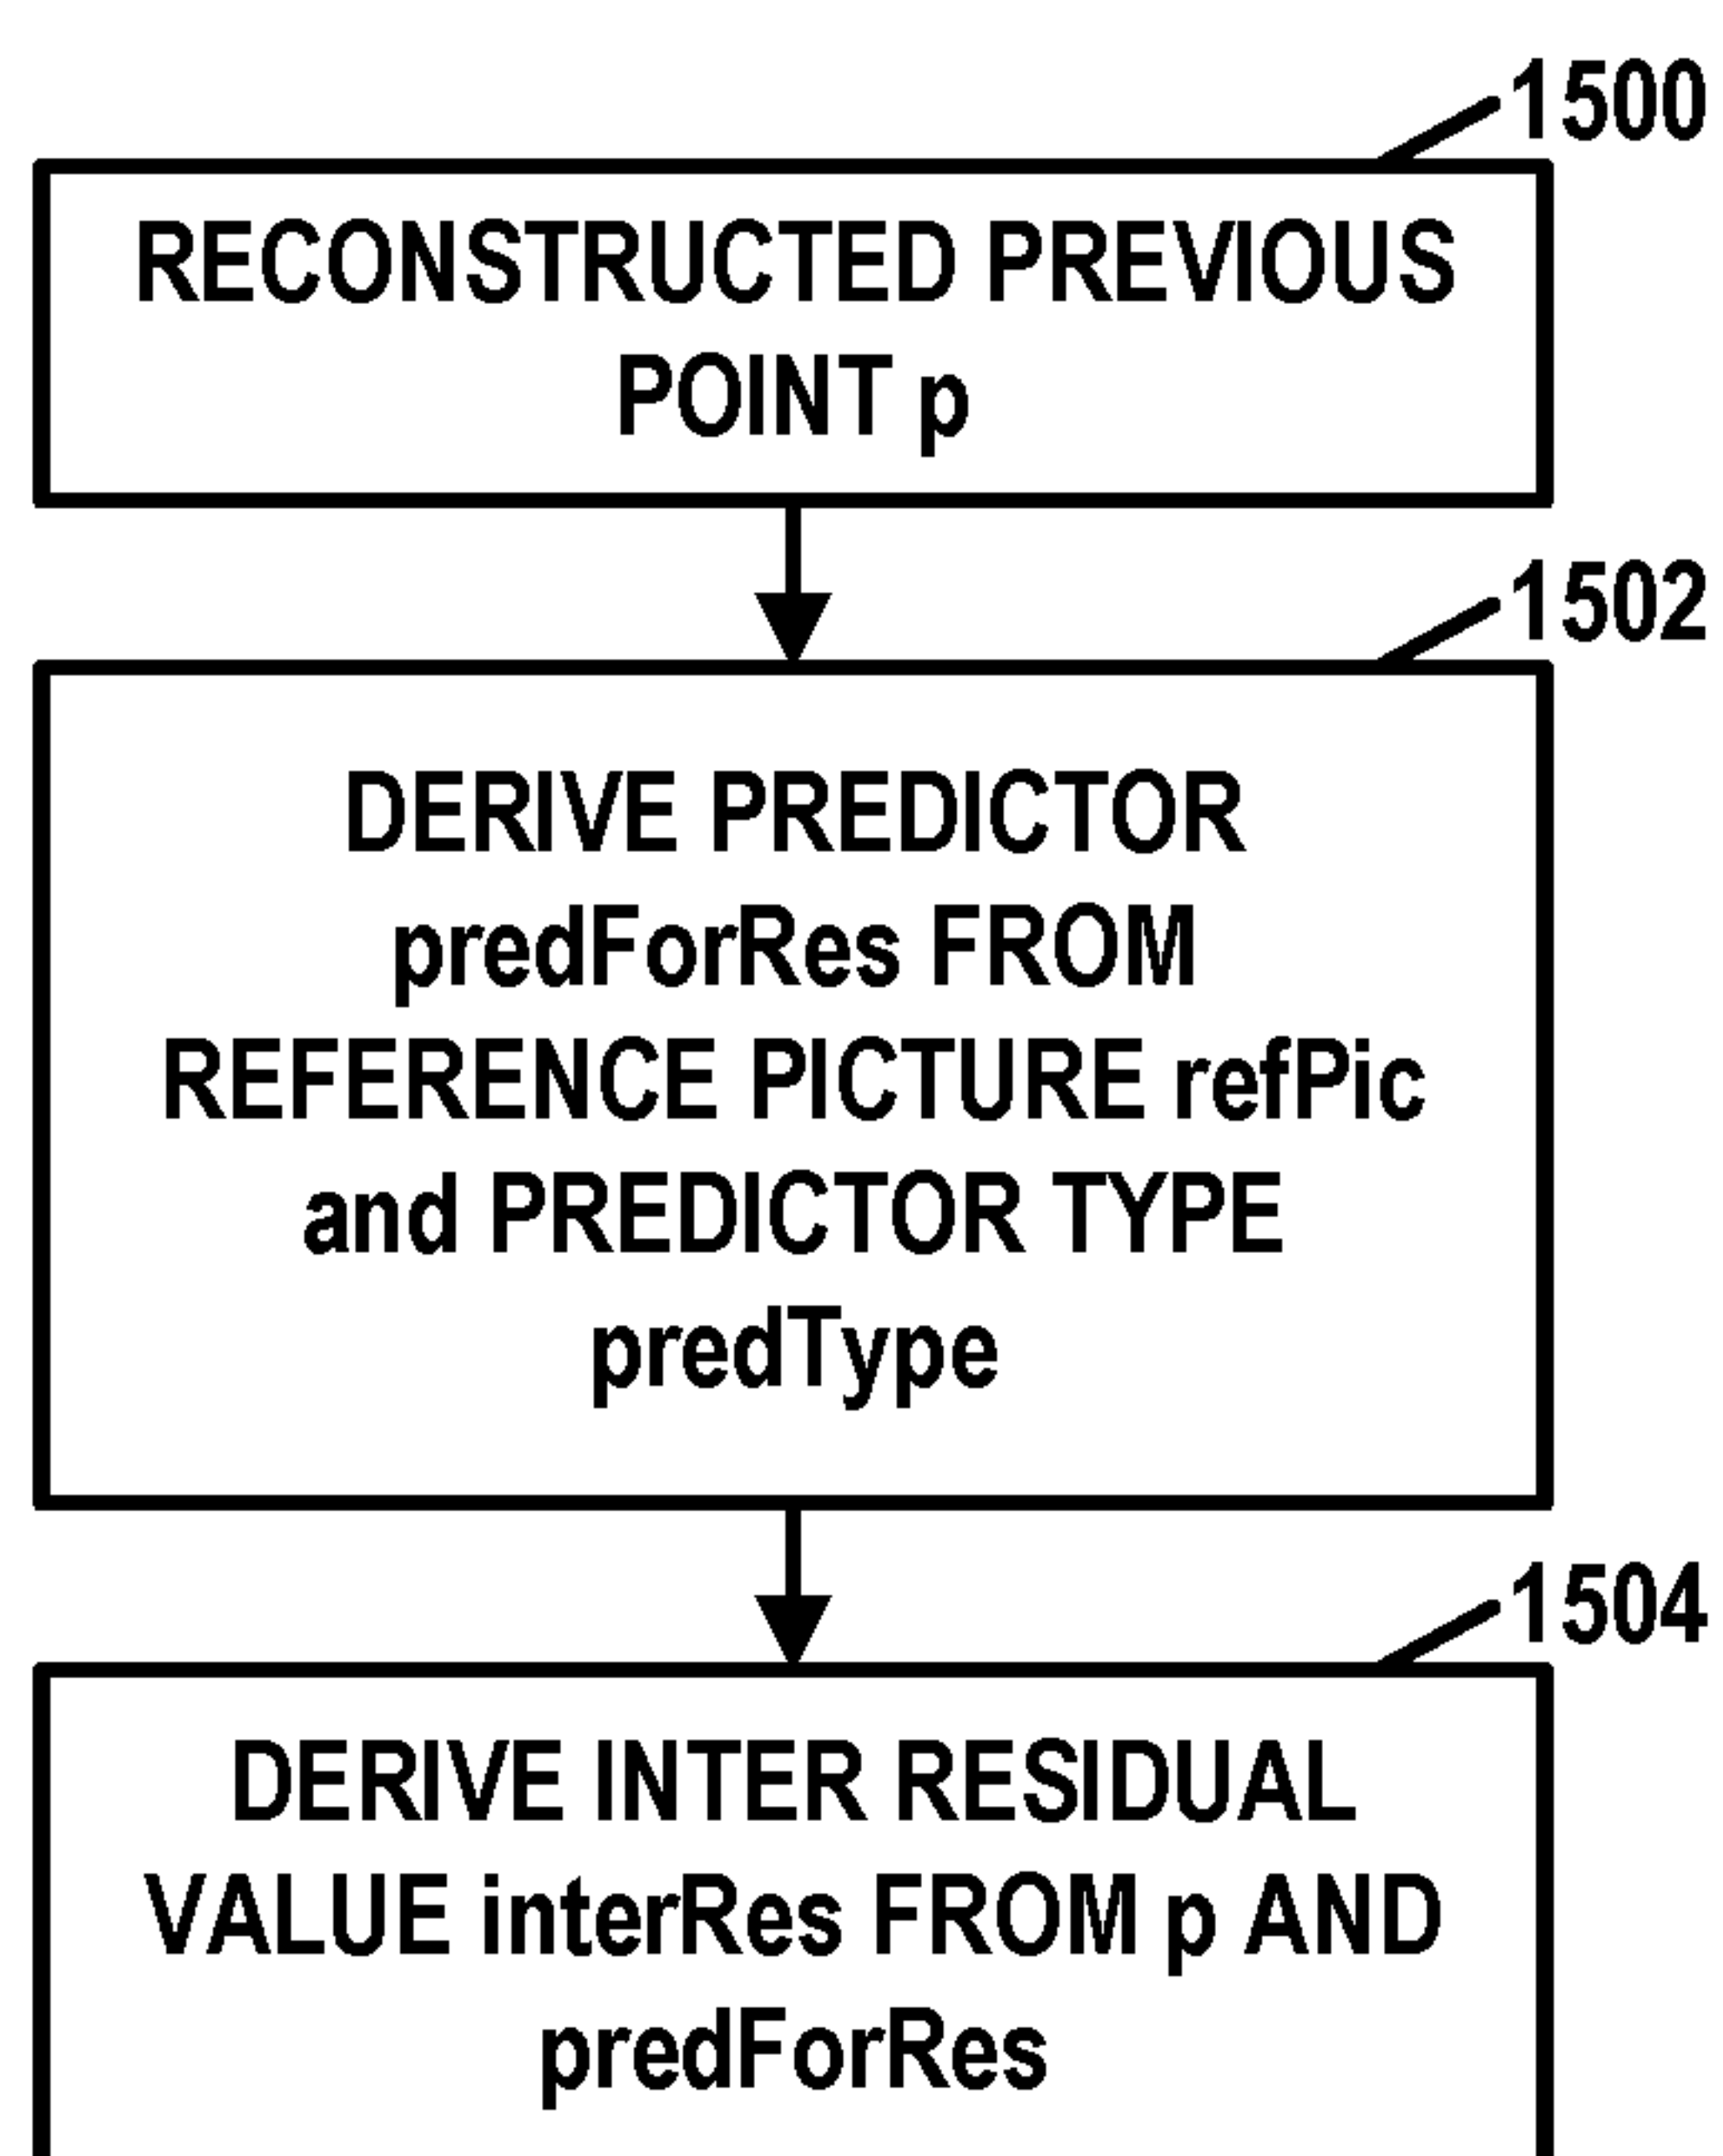 1500
RECONSTRUCTED PREVIOUS
POINT p
1502
DERIVE PREDICTOR
predForRes FROM
REFERENCE PICTURE refPic
and PREDICTOR TYPE
predType
1504
DERIVE INTER RESIDUAL
VALUE interRes FROM p AND
predForRes